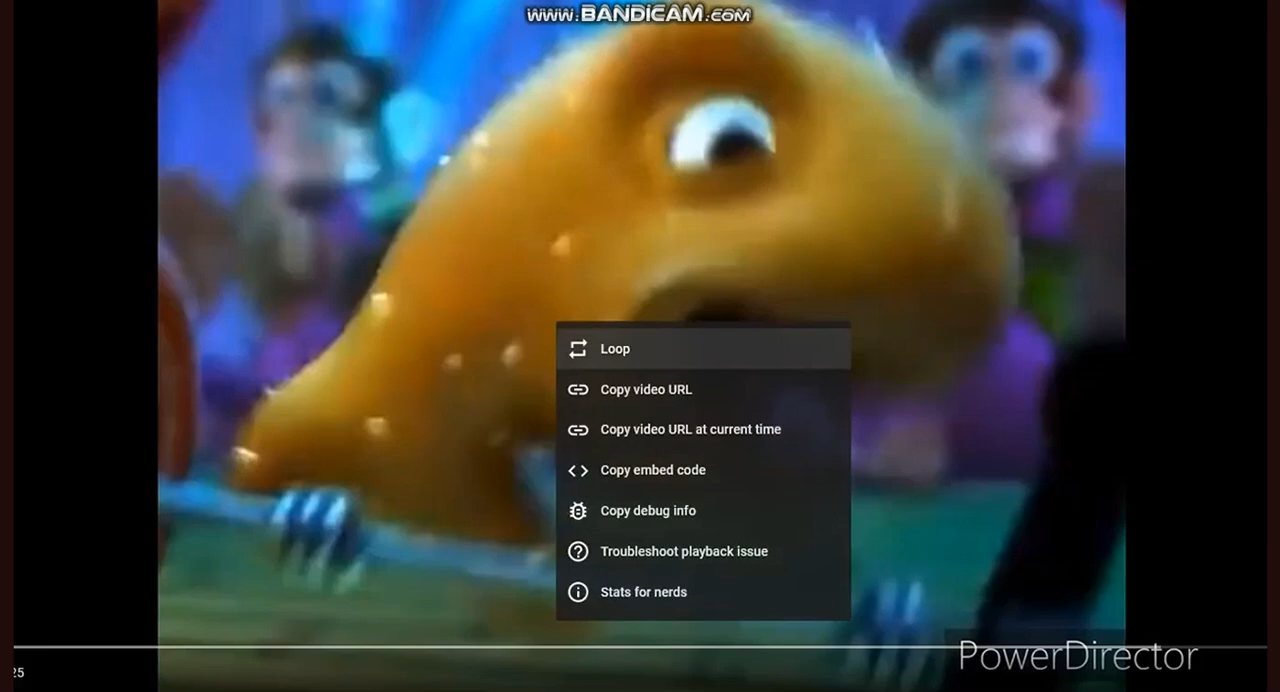 www.BANDICAM.com
Loop
Copy video URL
Copy video URL at current time
Copy embed code
Copy debug info
Troubleshoot playback issue
Stats for nerds
PowerDirector
25